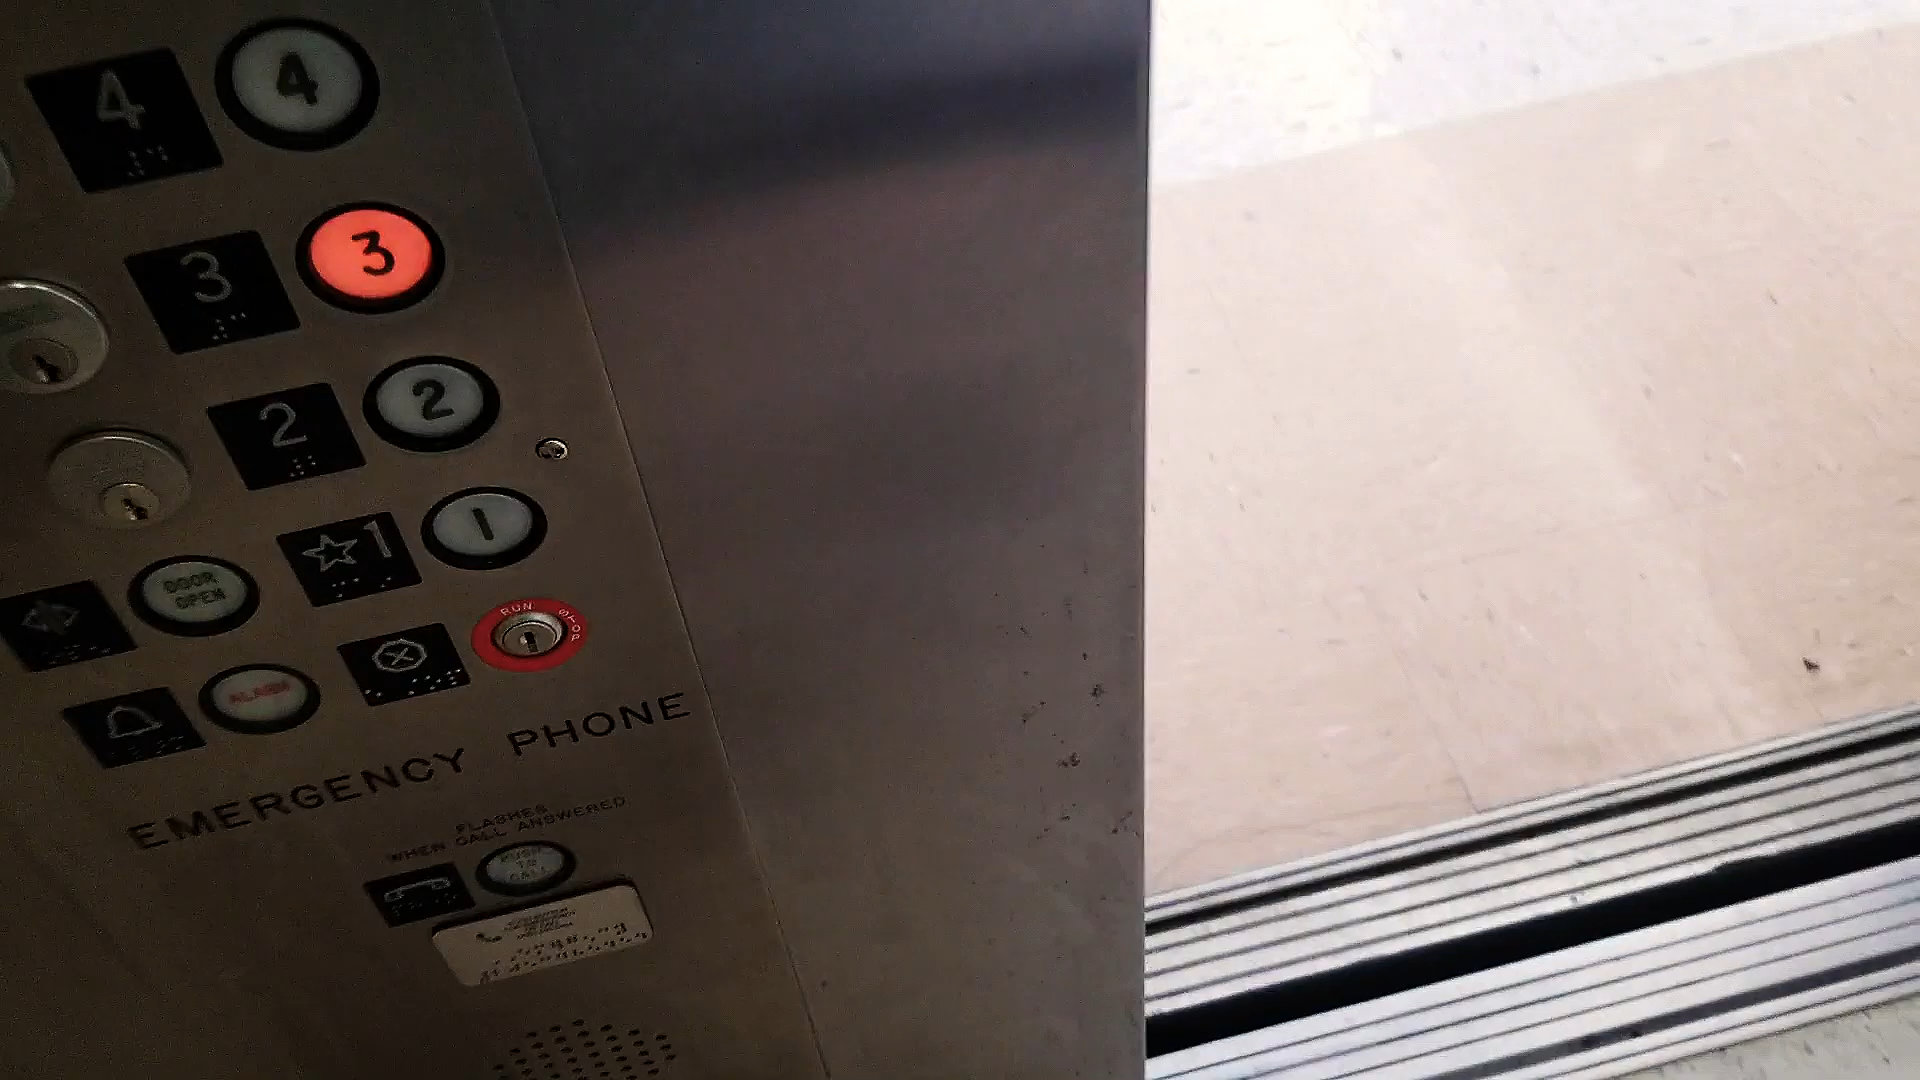 4 4
3 3
2 2
☆1 1
DOOR
OPEN
RUN STOP
ALARM
EMERGENCY PHONE
FLASHES
WHEN CALL ANSWERED
PUSH
TO
CALL